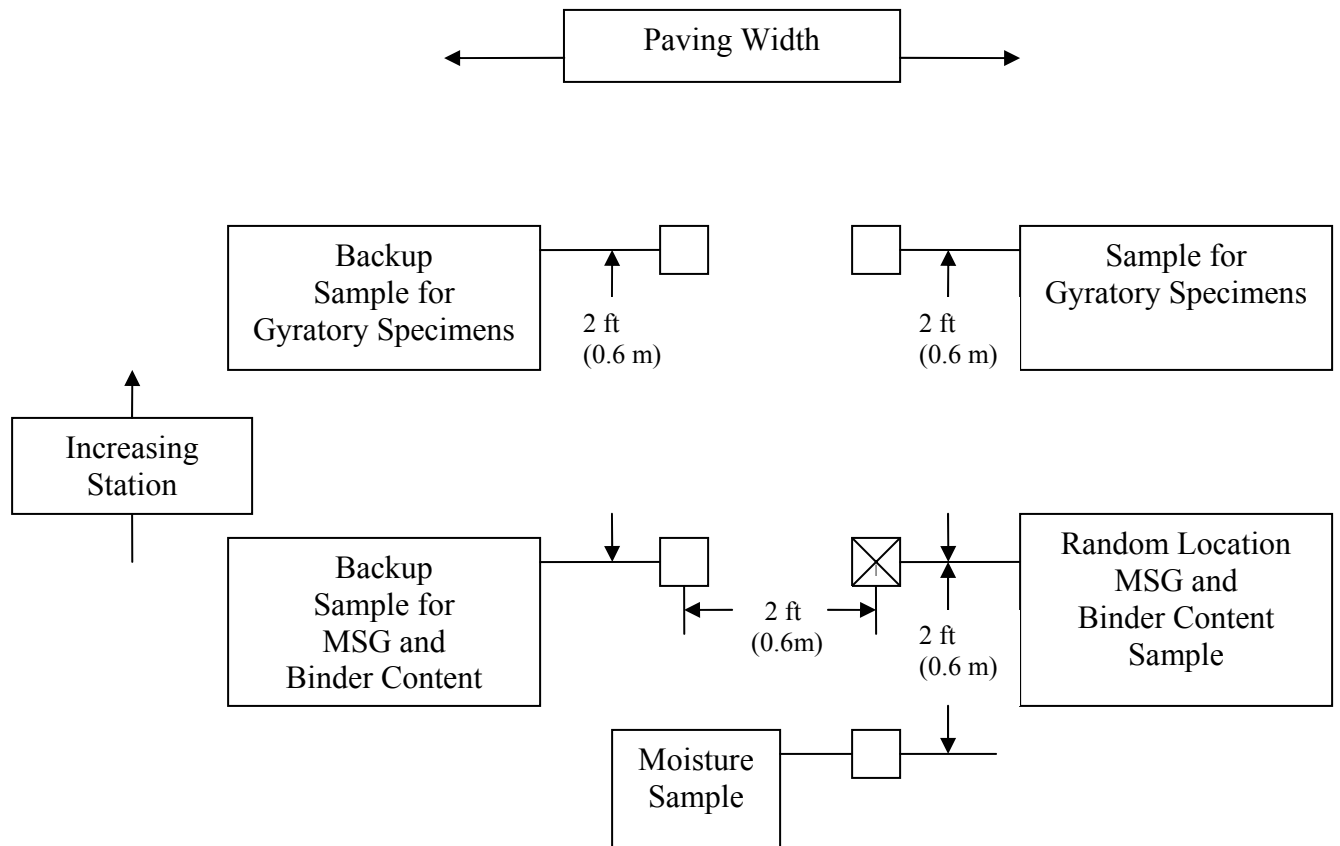 Paving Width
Backup
Sample for
Gyratory Specimens
2 ft
(0.6 m)
2 ft
(0.6 m)
Sample for
Gyratory Specimens
Increasing
Station
Backup
Sample for
MSG and
Binder Content
2 ft
(0.6m)
2 ft
(0.6 m)
Random Location
MSG and
Binder Content
Sample
Moisture
Sample